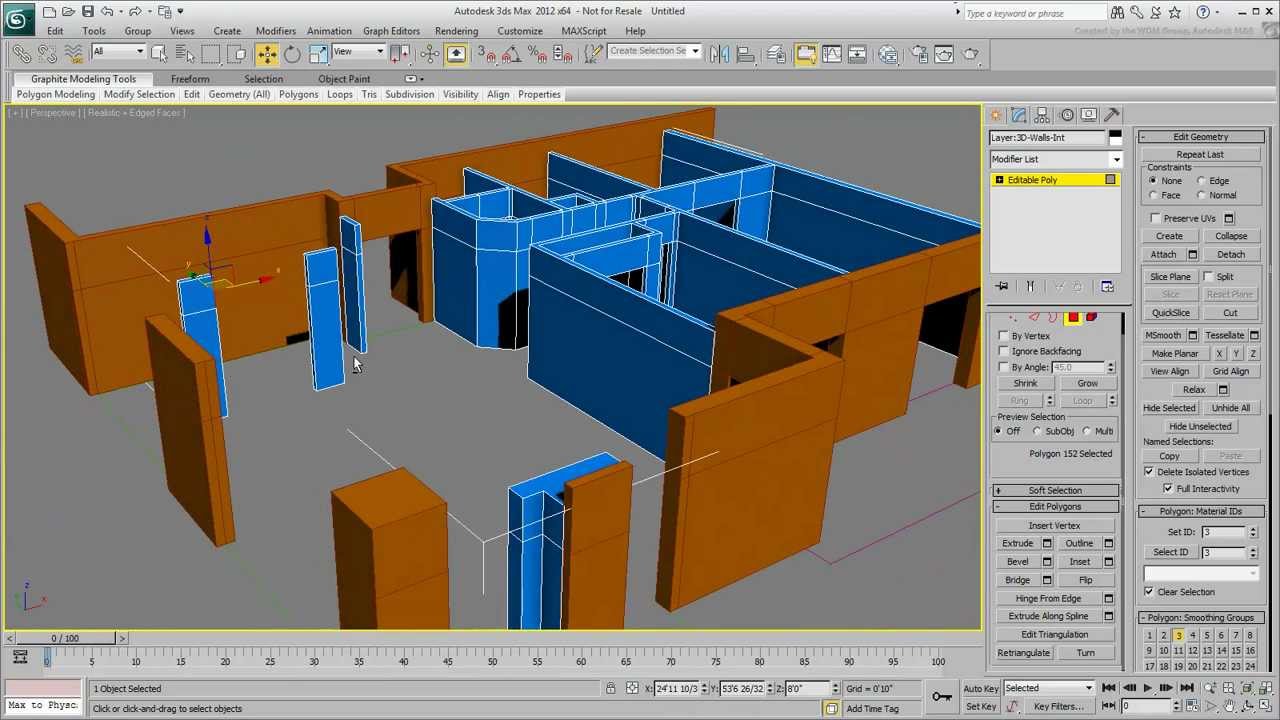 Autodesk 3ds Max 2012 x64 - Not for Resale Untitled
Type a keyword or phrase
Edit Tools Group Views Create Modifiers Animation Graph Editors Rendering Customize MAXScript Help
Created by the WDM Group, Autodesk M&E
All View Create Selection Se
Graphite Modeling Tools Freeform Selection Object Paint
Polygon Modeling Modify Selection Edit Geometry (All) Polygons Loops Tris Subdivision Visibility Align Properties
[ + ] [ Perspective ] [ Realistic + Edged Faces ]
Layer:3D-Walls-Int
Modifier List
Editable Poly
By Vertex
Ignore Backfacing
By Angle: 45.0
Shrink Grow
Ring Loop
Preview Selection
Off SubObj Multi
Polygon 152 Selected
+ Soft Selection
- Edit Polygons
Insert Vertex
Extrude Outline
Bevel Inset
Bridge Flip
Hinge From Edge
Extrude Along Spline
Edit Triangulation
Retriangulate Turn
- Edit Geometry
Repeat Last
Constraints
None Edge
Face Normal
Preserve UVs
Create Collapse
Attach Detach
Slice Plane Split
Slice Reset Plane
QuickSlice Cut
MSmooth Tessellate
Make Planar X Y Z
View Align Grid Align
Relax
Hide Selected Unhide All
Hide Unselected
Named Selections:
Copy Paste
Delete Isolated Vertices
Full Interactivity
- Polygon: Material IDs
Set ID: 3
Select ID 3
Clear Selection
- Polygon: Smoothing Groups
1 2 3 4 5 6 7 8
9 10 11 12 13 14 15 16
17 18 19 20 21 22 23 24
z
y
x
z
x
< 0 / 100 >
0 5 10 15 20 25 30 35 40 45 50 55 60 65 70 75 80 85 90 95 100
1 Object Selected X: 24'11 10/3 Y: 53'6 26/32 Z: 8'0" Grid = 0'10" Auto Key Selected
Max to Physc Click or click-and-drag to select objects Add Time Tag Set Key Key Filters... 0